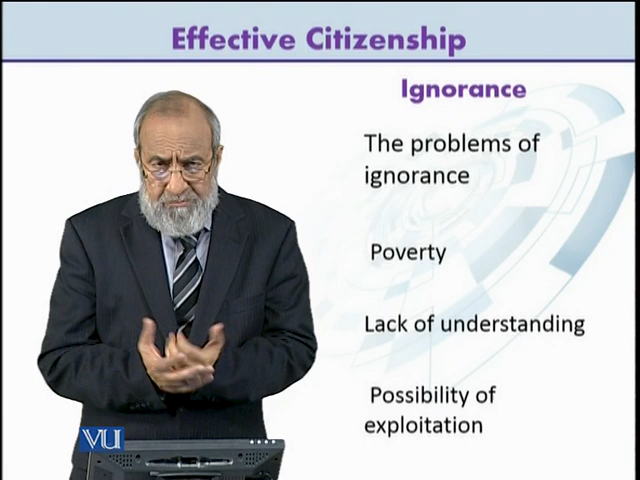 Effective Citizenship
Ignorance
The problems of
ignorance
Poverty
Lack of understanding
Possibility of
exploitation
VU